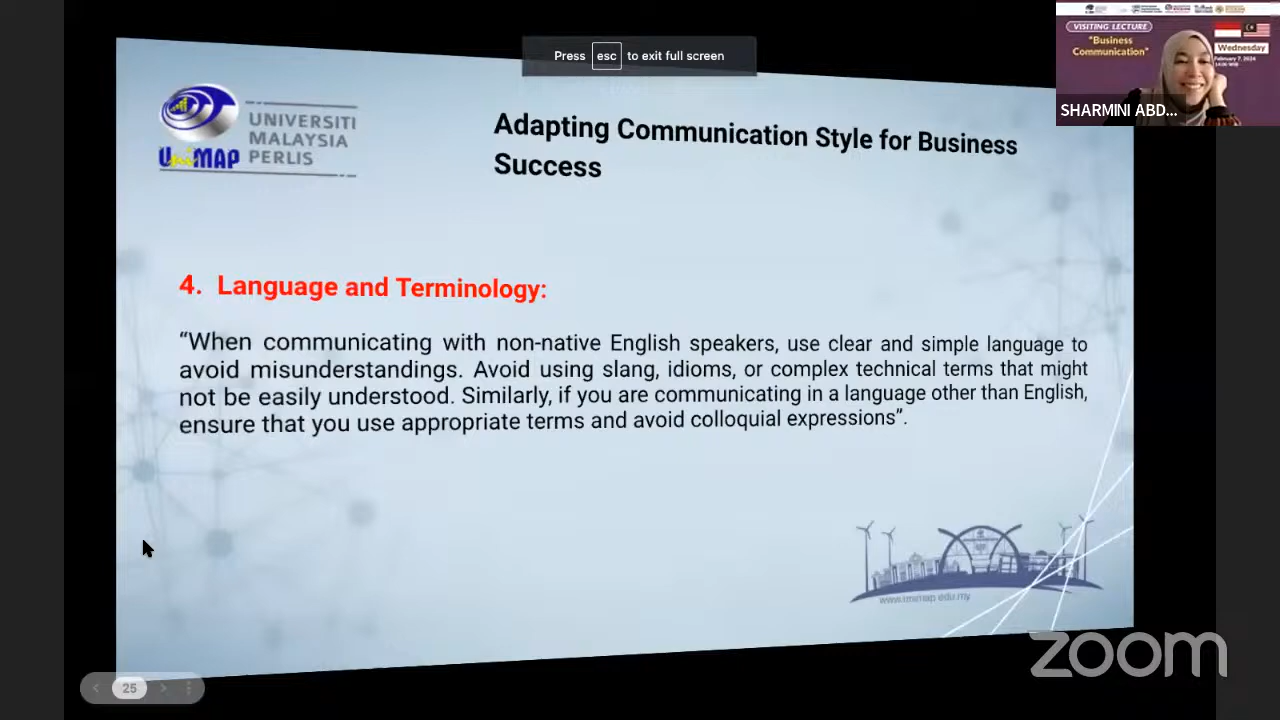 Press esc to exit full screen
VISITING LECTURE
"Business
Communication"
Wednesday
February 7, 2024
SHARMINI ABD...
UniMAP
UNIVERSITI
MALAYSIA
PERLIS
Adapting Communication Style for Business
Success
4. Language and Terminology:
“When communicating with non-native English speakers, use clear and simple language to
avoid misunderstandings. Avoid using slang, idioms, or complex technical terms that might
not be easily understood. Similarly, if you are communicating in a language other than English,
ensure that you use appropriate terms and avoid colloquial expressions”.
www.unimap.edu.my
25
zoom